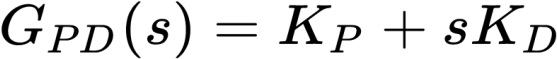 G_{PD}(s) = K_P + sK_D